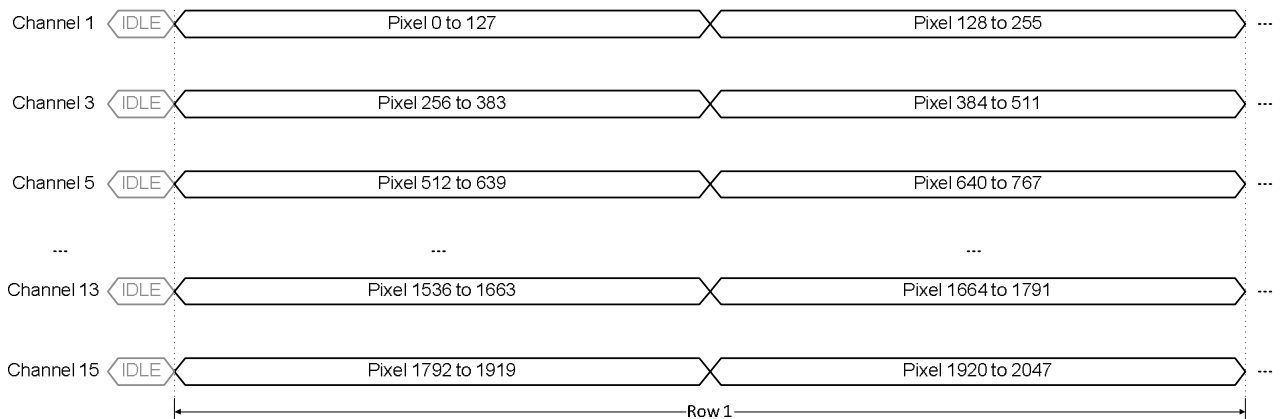 Channel 1 IDLE Pixel 0 to 127 Pixel 128 to 255 ---
Channel 3 IDLE Pixel 256 to 383 Pixel 384 to 511 ---
Channel 5 IDLE Pixel 512 to 639 Pixel 640 to 767 ---
--- --- ---
Channel 13 IDLE Pixel 1536 to 1663 Pixel 1664 to 1791 ---
Channel 15 IDLE Pixel 1792 to 1919 Pixel 1920 to 2047 ---
Row 1